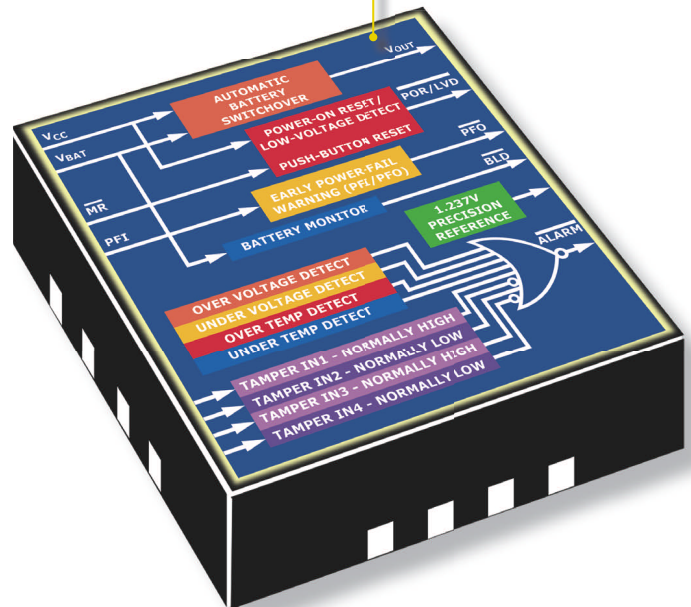 VCC
VBAT
MR
PFI
AUTOMATIC
BATTERY
SWITCHOVER
POWER-ON RESET/
LOW-VOLTAGE DETECT
PUSH-BUTTON RESET
EARLY POWER-FAIL
WARNING (PFI/PFO)
BATTERY MONITOR
1.237V
PRECISION
REFERENCE
VOUT
POR/LVD
PFO
BLD
ALARM
OVER VOLTAGE DETECT
UNDER VOLTAGE DETECT
OVER TEMP DETECT
UNDER TEMP DETECT
TAMPER IN1 - NORMALLY HIGH
TAMPER IN2 - NORMALLY LOW
TAMPER IN3 - NORMALLY HIGH
TAMPER IN4 - NORMALLY LOW